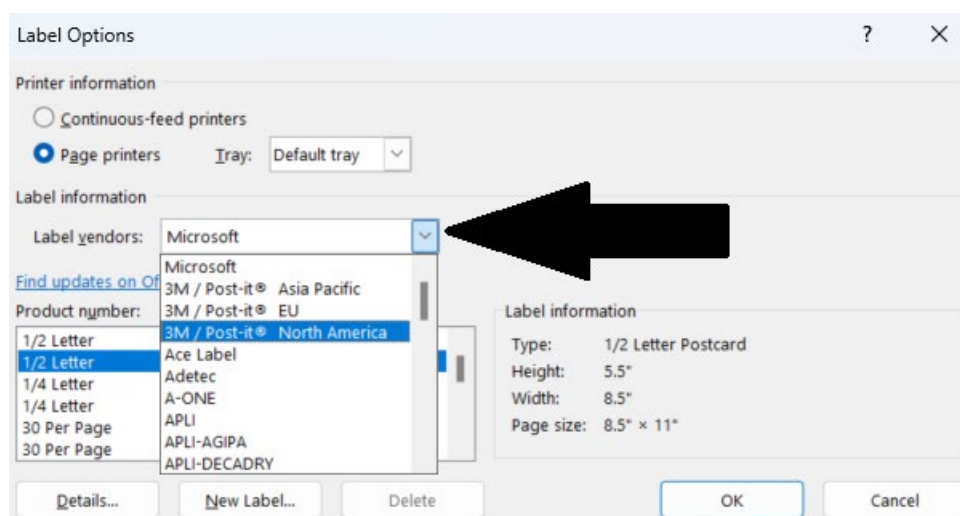 Label Options
?
Printer information
Continuous-feed printers
Page printers
Tray: Default tray
Label information
Label vendors: Microsoft
Microsoft
3M / Post-it® Asia Pacific
3M / Post-it® EU
3M / Post-it® North America
Ace Label
Adetec
A-ONE
APLI
APLI-AGIPA
APLI-DECADRY
Find updates on Of
Product number:
1/2 Letter
1/2 Letter
1/4 Letter
1/4 Letter
30 Per Page
30 Per Page
Label information
Type: 1/2 Letter Postcard
Height: 5.5"
Width: 8.5"
Page size: 8.5" × 11"
Details...
New Label...
Delete
OK
Cancel